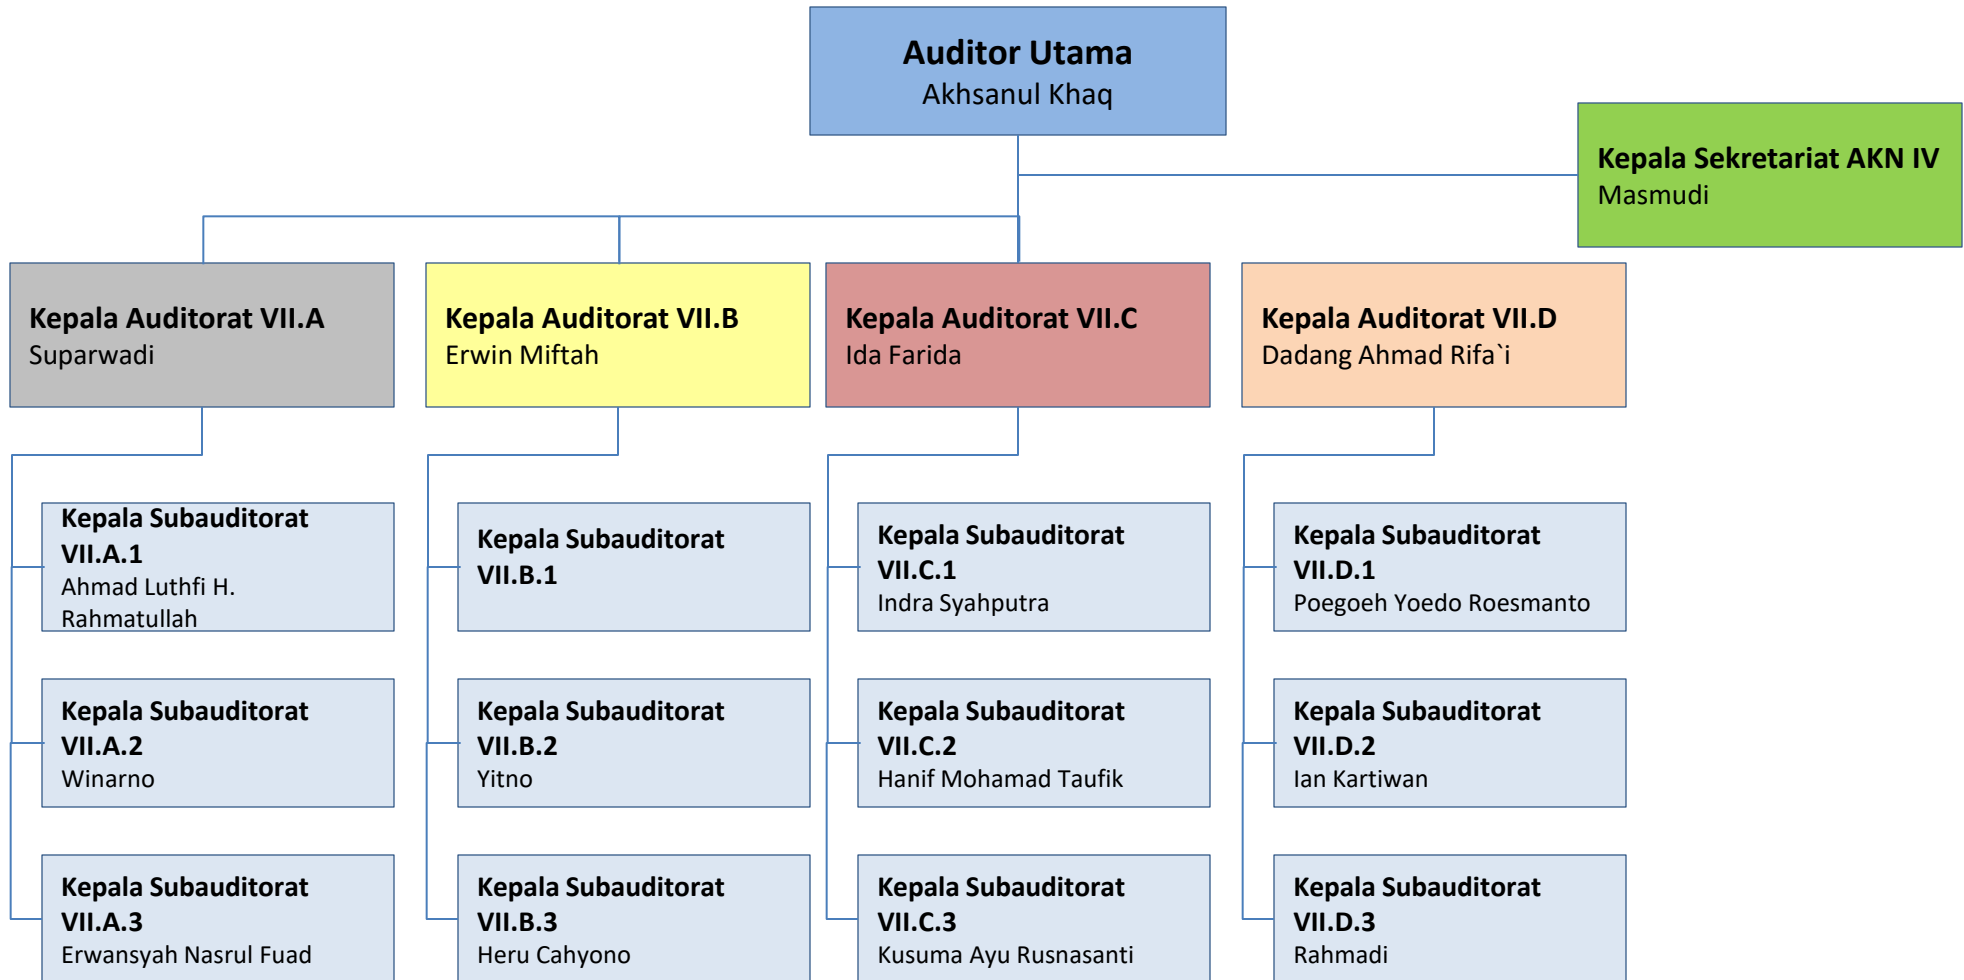 Auditor Utama
Akhsanul Khaq
Kepala Sekretariat AKN IV
Masmudi
Kepala Auditorat VII.A
Suparwadi
Kepala Auditorat VII.B
Erwin Miftah
Kepala Auditorat VII.C
Ida Farida
Kepala Auditorat VII.D
Dadang Ahmad Rifa`i
Kepala Subauditorat
VII.A.1
Ahmad Luthfi H.
Rahmatullah
Kepala Subauditorat
VII.B.1
Kepala Subauditorat
VII.C.1
Indra Syahputra
Kepala Subauditorat
VII.D.1
Poegoeh Yoedo Roesmanto
Kepala Subauditorat
VII.A.2
Winarno
Kepala Subauditorat
VII.B.2
Yitno
Kepala Subauditorat
VII.C.2
Hanif Mohamad Taufik
Kepala Subauditorat
VII.D.2
Ian Kartiwan
Kepala Subauditorat
VII.A.3
Erwansyah Nasrul Fuad
Kepala Subauditorat
VII.B.3
Heru Cahyono
Kepala Subauditorat
VII.C.3
Kusuma Ayu Rusnasanti
Kepala Subauditorat
VII.D.3
Rahmadi